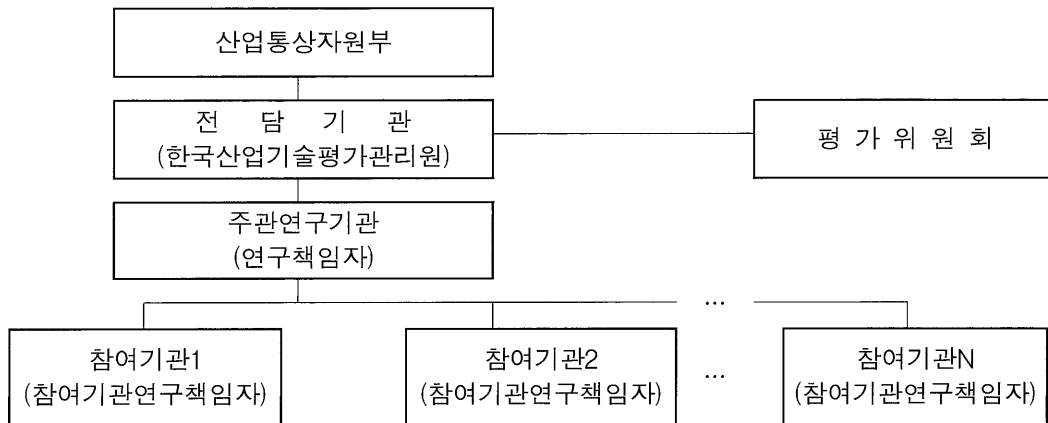 산업통상자원부
전 담 기 관
(한국산업기술평가관리원)
평 가 위 원 회
주관연구기관
(연구책임자)
...
참여기관1
(참여기관연구책임자)
참여기관2
(참여기관연구책임자)
...
참여기관N
(참여기관연구책임자)